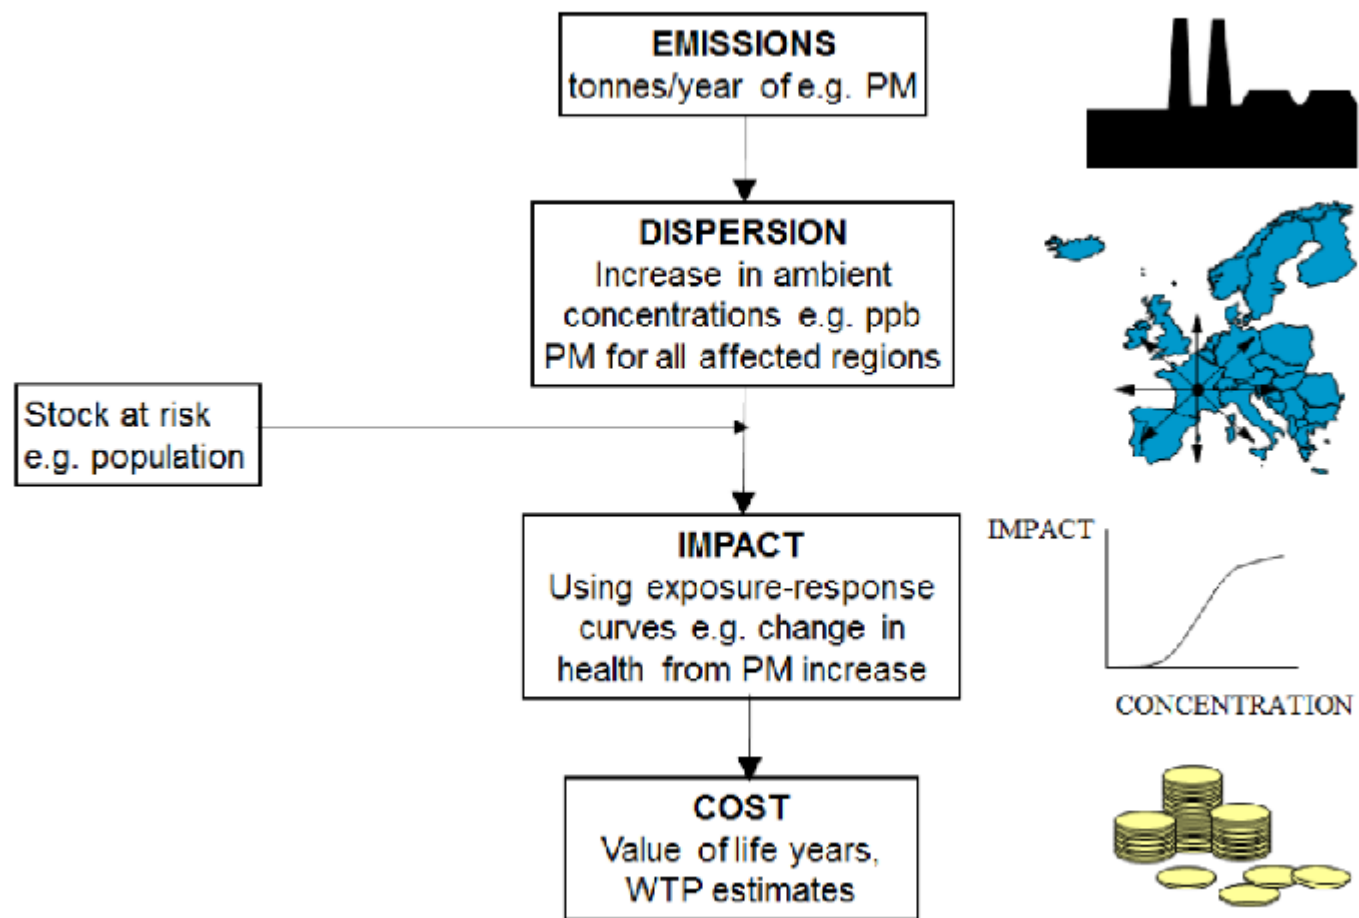 EMISSIONS
tonnes/year of e.g. PM
DISPERSION
Increase in ambient
concentrations e.g. ppb
PM for all affected regions
Stock at risk
e.g. population
IMPACT
Using exposure-response
curves e.g. change in
health from PM increase
IMPACT
CONCENTRATION
COST
Value of life years,
WTP estimates